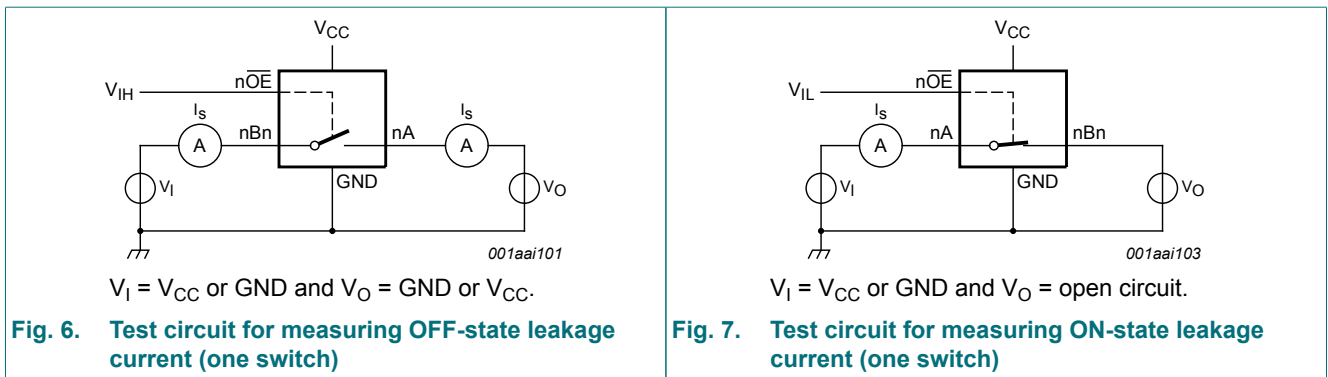 VCC
nOE
VIH
Is
Is
nBn
nA
A
A
GND
VI
VO
001aai101
VI = VCC or GND and VO = GND or VCC.
Fig. 6. Test circuit for measuring OFF-state leakage
current (one switch)
VCC
nOE
VIL
Is
nA
nBn
A
GND
VI
VO
001aai103
VI = VCC or GND and VO = open circuit.
Fig. 7. Test circuit for measuring ON-state leakage
current (one switch)